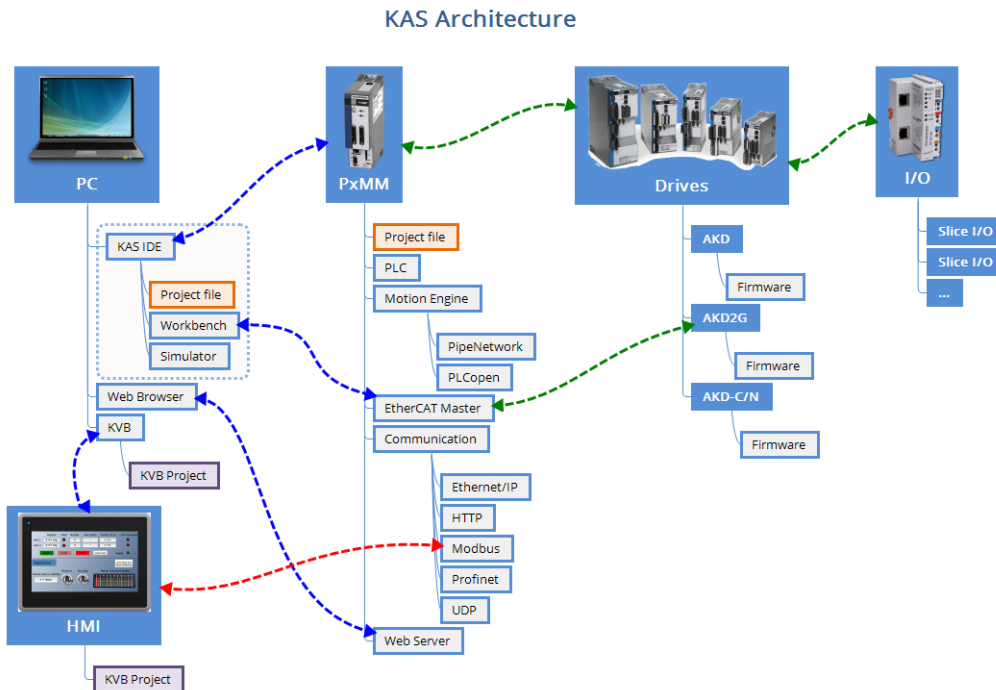 KAS Architecture
PC
KAS IDE
Project file
Workbench
Simulator
Web Browser
KVB
KVB Project
HMI
KVB Project
PxMM
Project file
PLC
Motion Engine
PipeNetwork
PLCopen
EtherCAT Master
Communication
Ethernet/IP
HTTP
Modbus
Profinet
UDP
Web Server
Drives
AKD
Firmware
AKD2G
Firmware
AKD-C/N
Firmware
I/O
Slice I/O
Slice I/O
...